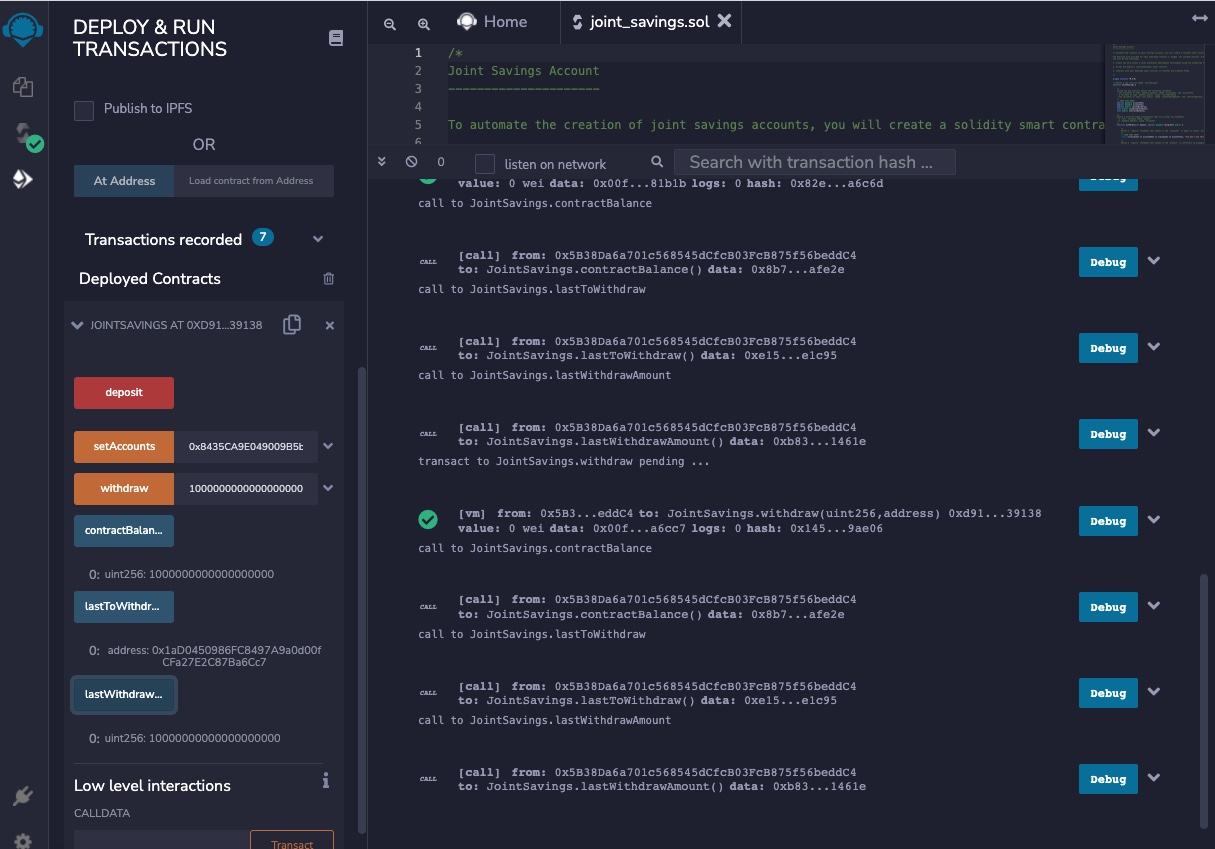 DEPLOY & RUN
TRANSACTIONS
Publish to IPFS
OR
At Address
Load contract from Address
Transactions recorded 7
Deployed Contracts
JOINTSAVINGS AT 0XD91...39138
deposit
setAccounts 0x8435CA9E049009B5b
withdraw 1000000000000000000
contractBalan...
0: uint256: 1000000000000000000
lastToWithdr...
0: address: 0x1aD0450986FC8497A9a0d00f
CFa27E2C87Ba6Cc7
lastWithdraw...
0: uint256: 10000000000000000000
Low level interactions
CALLDATA
Transact
Home
joint_savings.sol
1 /*
2 Joint Savings Account
3 ---------------------
4
5 To automate the creation of joint savings accounts, you will create a solidity smart contra
6
0
listen on network
Search with transaction hash ...
value: 0 wei data: 0x00f...81b1b logs: 0 hash: 0x82e...a6c6d
Debug
call to JointSavings.contractBalance
CALL [call] from: 0x5B38Da6a701c568545dCfcB03FcB875f56beddC4
to: JointSavings.contractBalance() data: 0x8b7...afe2e
Debug
call to JointSavings.lastToWithdraw
CALL [call] from: 0x5B38Da6a701c568545dCfcB03FcB875f56beddC4
to: JointSavings.lastToWithdraw() data: 0xe15...e1c95
Debug
call to JointSavings.lastWithdrawAmount
CALL [call] from: 0x5B38Da6a701c568545dCfcB03FcB875f56beddC4
to: JointSavings.lastWithdrawAmount() data: 0xb83...1461e
Debug
transact to JointSavings.withdraw pending ...
[vm] from: 0x5B3...eddC4 to: JointSavings.withdraw(uint256,address) 0xd91...39138
value: 0 wei data: 0x00f...a6cc7 logs: 0 hash: 0x145...9ae06
Debug
call to JointSavings.contractBalance
CALL [call] from: 0x5B38Da6a701c568545dCfcB03FcB875f56beddC4
to: JointSavings.contractBalance() data: 0x8b7...afe2e
Debug
call to JointSavings.lastToWithdraw
CALL [call] from: 0x5B38Da6a701c568545dCfcB03FcB875f56beddC4
to: JointSavings.lastToWithdraw() data: 0xe15...e1c95
Debug
call to JointSavings.lastWithdrawAmount
CALL [call] from: 0x5B38Da6a701c568545dCfcB03FcB875f56beddC4
to: JointSavings.lastWithdrawAmount() data: 0xb83...1461e
Debug